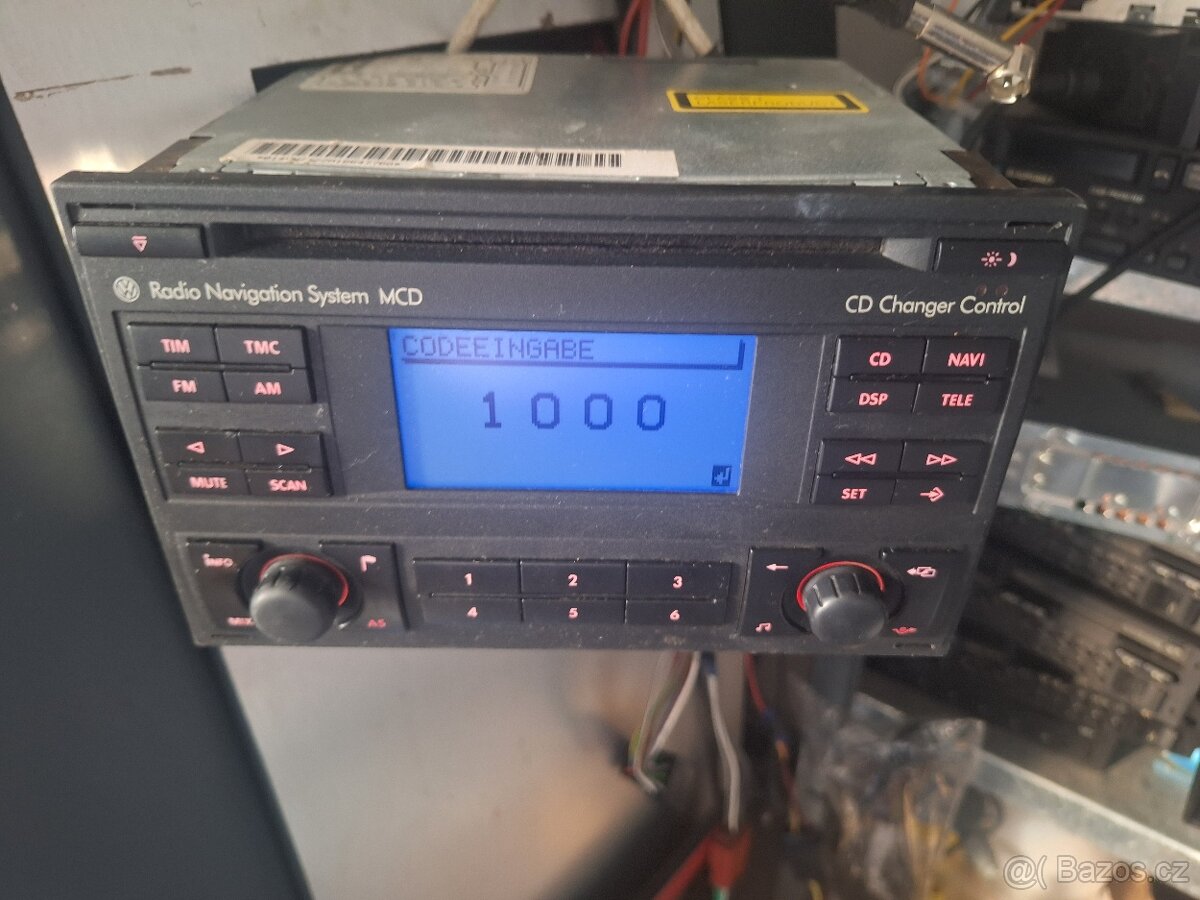 Radio Navigation System MCD
CD Changer Control
TIM
TMC
FM
AM
CODEEINGABE
1000
CD
NAVI
DSP
TELE
MUTE
SCAN
SET
INFO
MIX
AS
1
2
3
4
5
6
@( Bazos.cz